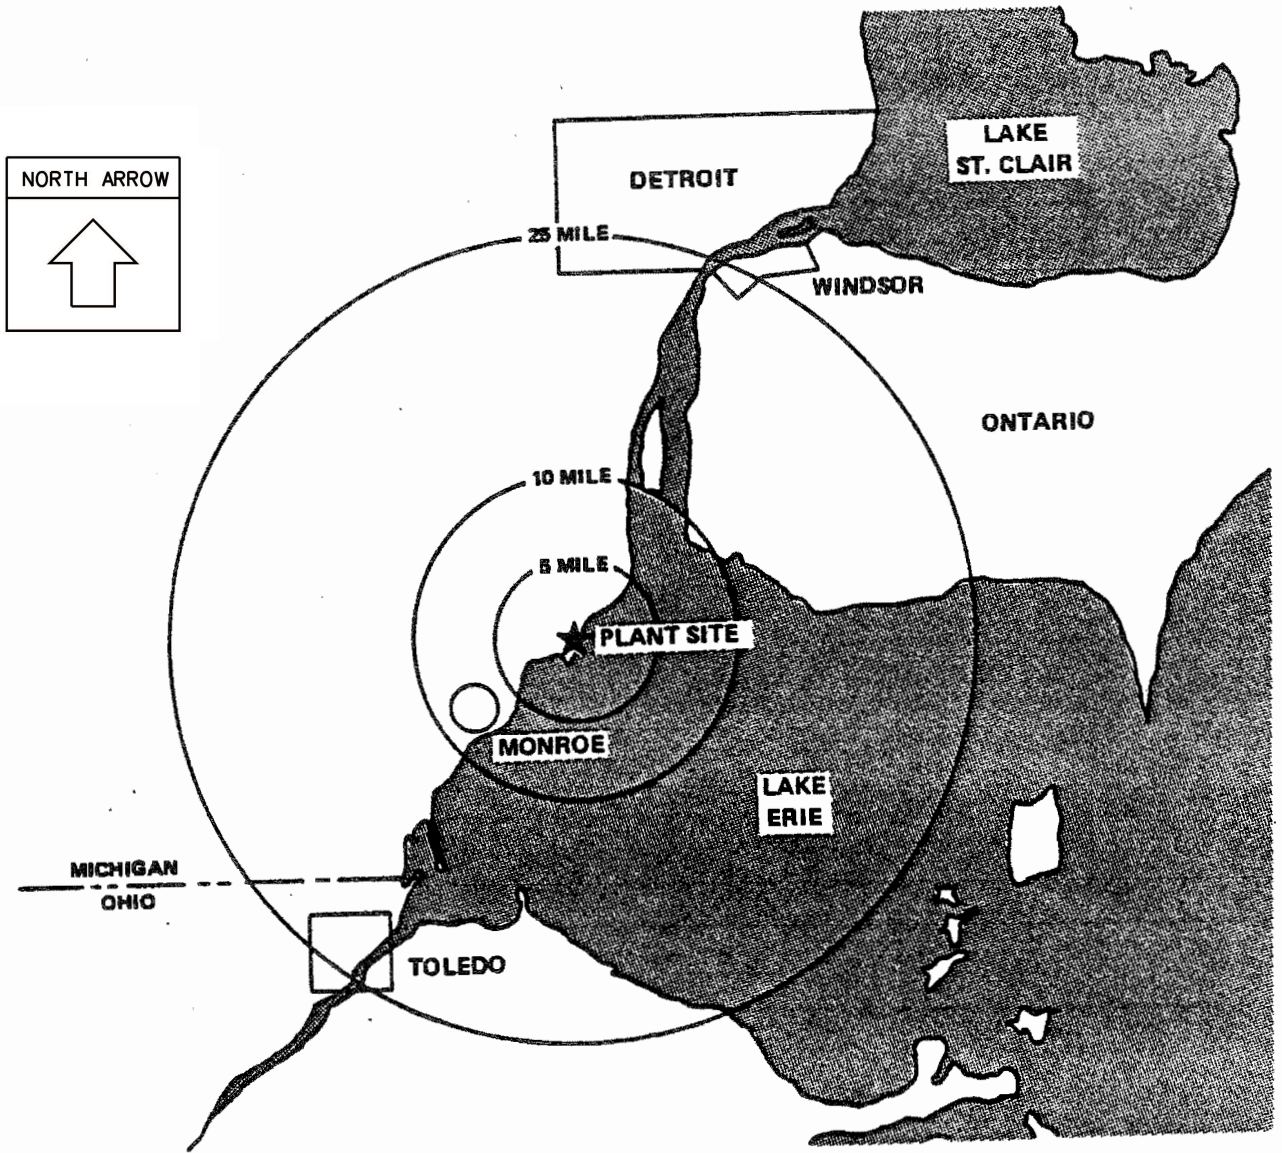 LAKE
ST. CLAIR
NORTH ARROW
DETROIT
25 MILE
WINDSOR
ONTARIO
10 MILE
5 MILE
PLANT SITE
MONROE
LAKE
ERIE
MICHIGAN
OHIO
TOLEDO